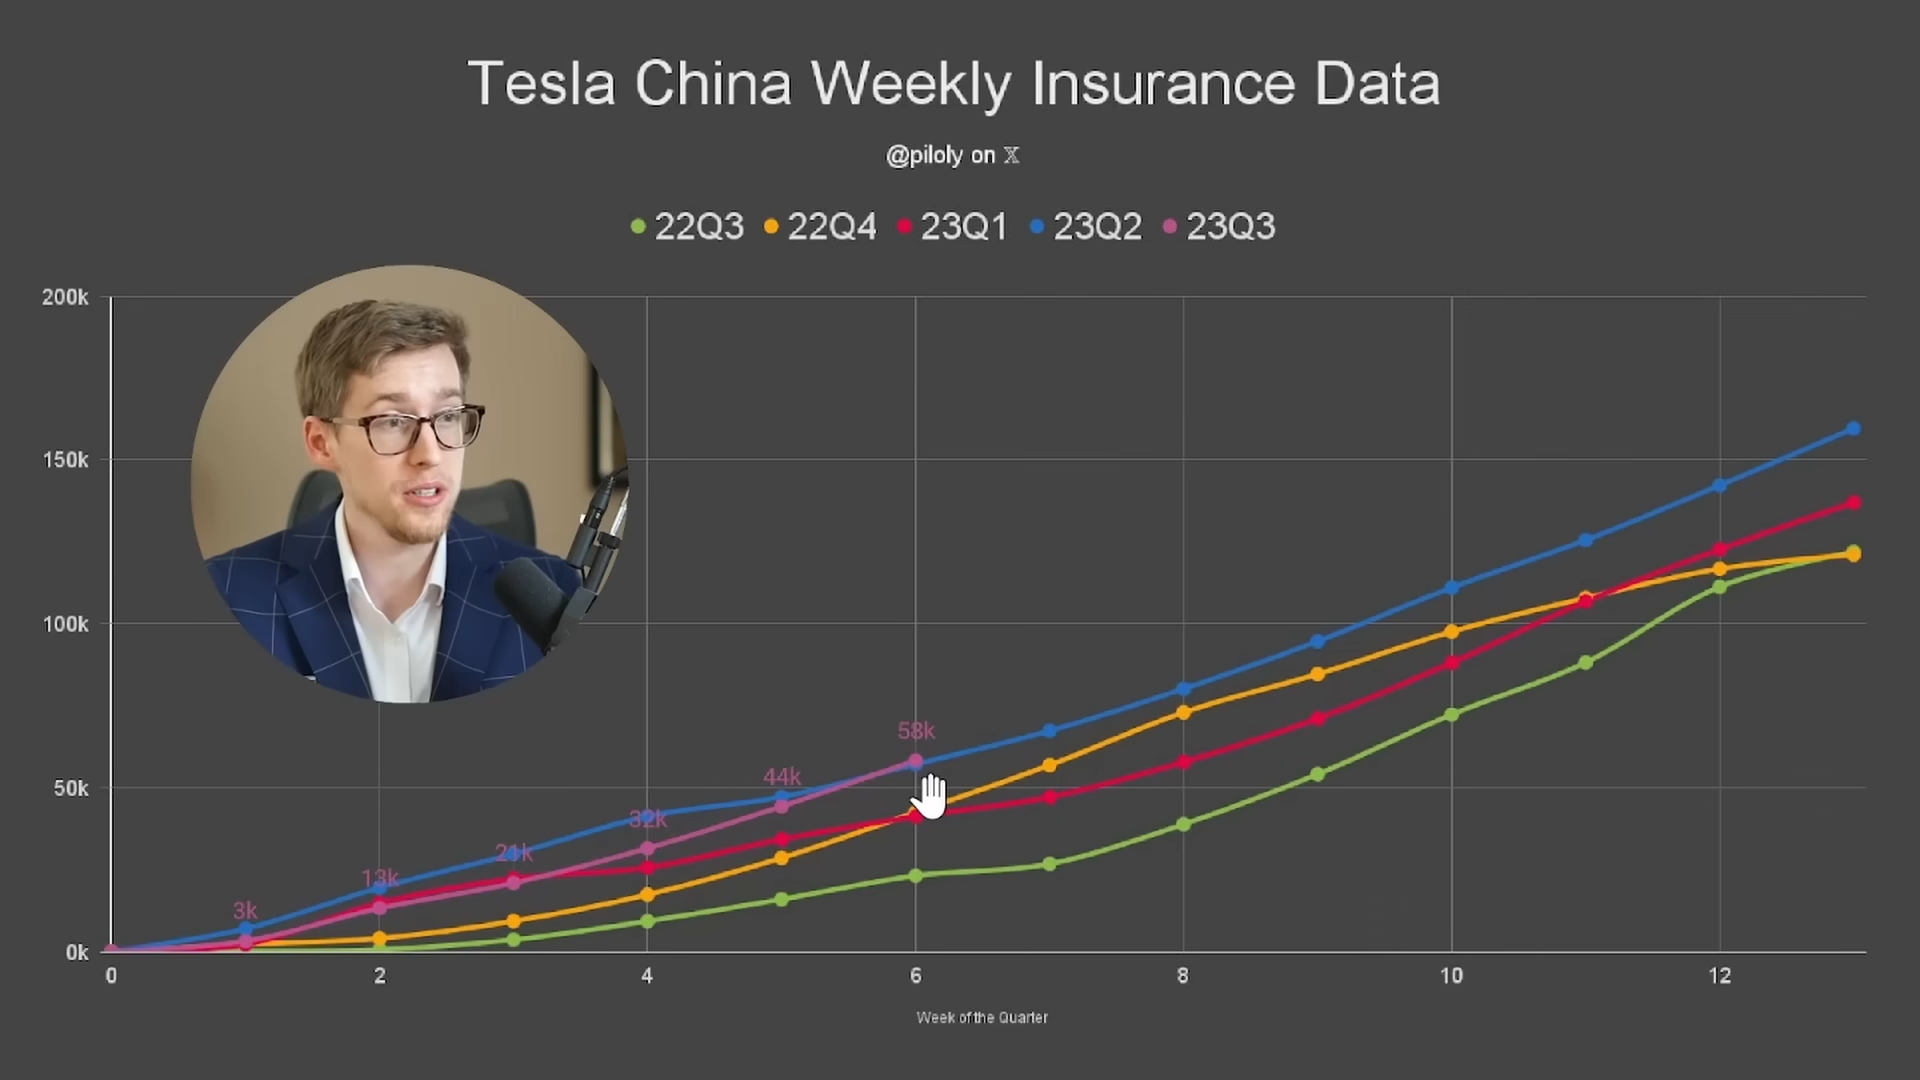 Tesla China Weekly Insurance Data
@piloly on 𝕏
22Q3 22Q4 23Q1 23Q2 23Q3
200k
150k
100k
50k
0k
3k
13k
21k
32k
44k
58k
0 2 4 6 8 10 12
Week of the Quarter